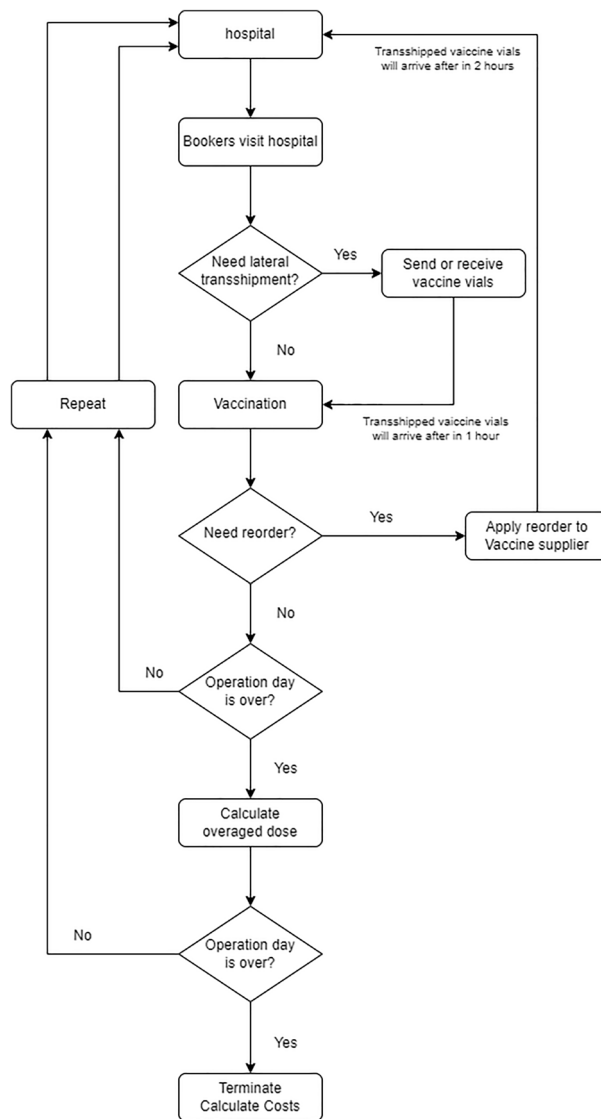 hospital
Transshipped vaiccine vials
will arrive after in 2 hours
Bookers visit hospital
Need lateral
transshipment?
Yes
Send or receive
vaccine vials
No
Repeat
Vaccination
Transshipped vaiccine vials
will arrive after in 1 hour
Need reorder?
Yes
Apply reorder to
Vaccine supplier
No
Operation day
is over?
No
Yes
Calculate
overaged dose
No
Operation day
is over?
Yes
Terminate
Calculate Costs